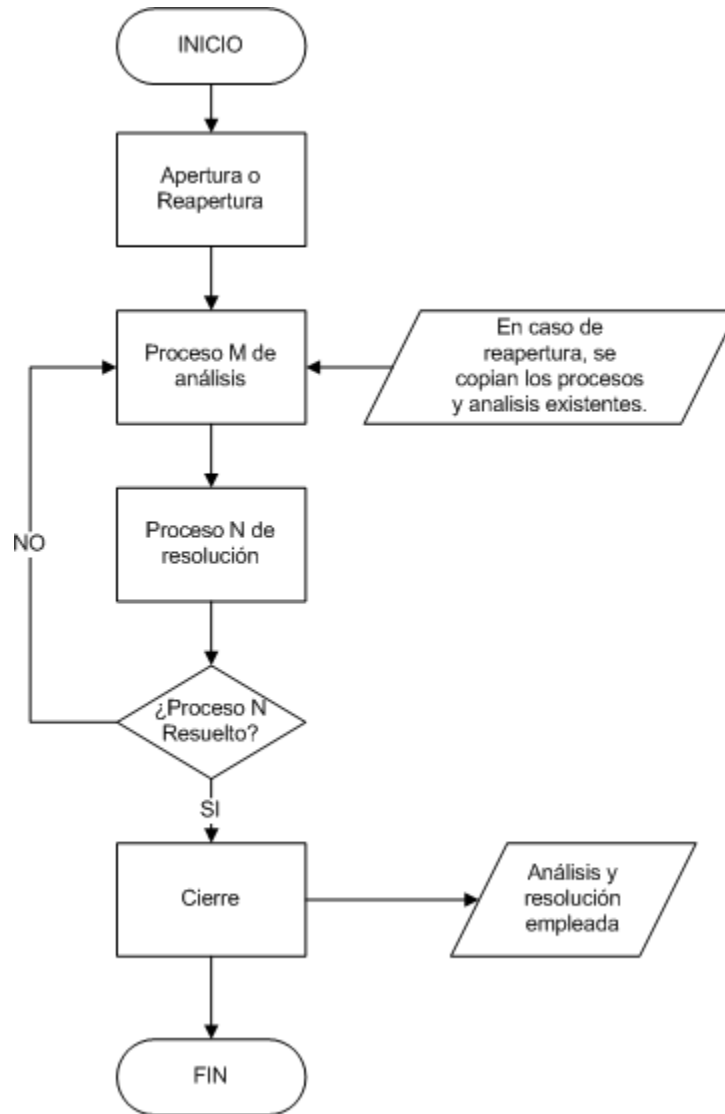 INICIO
Apertura o
Reapertura
Proceso M de
análisis
En caso de
reapertura, se
copian los procesos
y analisis existentes.
Proceso N de
resolución
NO
¿Proceso N
Resuelto?
SI
Cierre
Análisis y
resolución
empleada
FIN